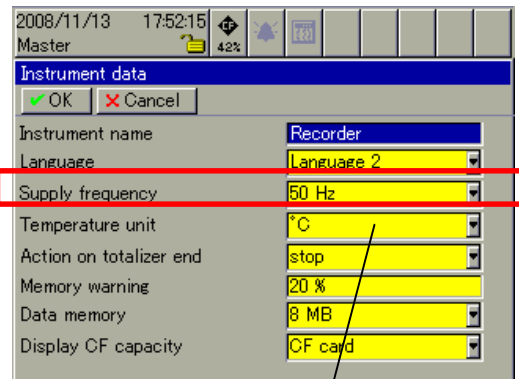 2008/11/13 17:52:15
Master 42%
Instrument data
OK Cancel
Instrument name Recorder
Language Language 2
Supply frequency 50 Hz
Temperature unit °C
Action on totalizer end stop
Memory warning 20 %
Data memory 8 MB
Display CF capacity CF card